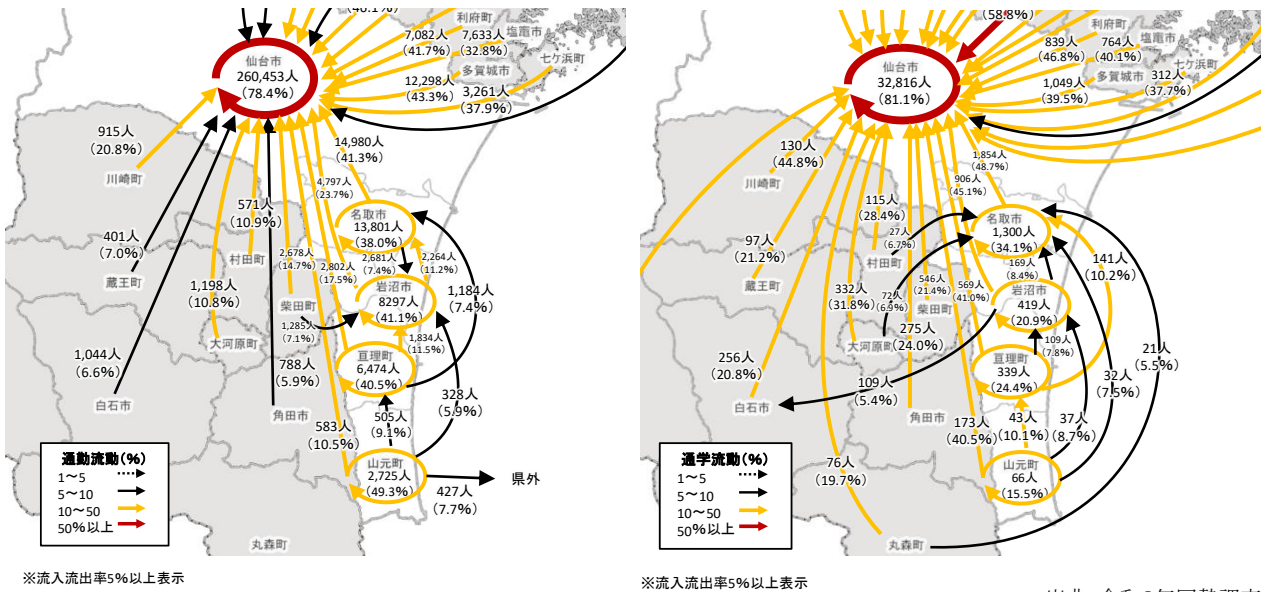 (40.1%)
利府町
7,082人
(41.7%)
7,633人
(32.8%)
塩竈市
七ケ浜町
多賀城市
12,298人
(43.3%)
3,261人
(37.9%)
仙台市
260,453人
(78.4%)
915人
(20.8%)
川崎町
14,980人
(41.3%)
4,797人
(23.7%)
571人
(10.9%)
名取市
13,801人
(38.0%)
401人
(7.0%)
蔵王町
村田町
2,678人
(14.7%)
2,802人
(17.5%)
2,681人
(7.4%)
2,264人
(11.2%)
1,184人
(7.4%)
1,198人
(10.8%)
柴田町
1,285人
(7.1%)
岩沼市
8297人
(41.1%)
大河原町
1,834人
(11.5%)
亘理町
6,474人
(40.5%)
1,044人
(6.6%)
白石市
788人
(5.9%)
角田市
328人
(5.9%)
505人
(9.1%)
583人
(10.5%)
山元町
2,725人
(49.3%)
427人
(7.7%)
県外
丸森町
通勤流動(%)
1~5
5~10
10~50
50%以上
※流入流出率5%以上表示
(58.8%)
利府町
839人
(46.8%)
764人
(40.1%)
塩竈市
七ケ浜町
多賀城市
1,049人
(39.5%)
312人
(37.7%)
仙台市
32,816人
(81.1%)
130人
(44.8%)
川崎町
1,854人
(48.7%)
906人
(45.1%)
115人
(28.4%)
27人
(6.7%)
村田町
名取市
1,300人
(34.1%)
97人
(21.2%)
蔵王町
169人
(8.4%)
141人
(10.2%)
332人
(31.8%)
72人
(6.9%)
546人
(21.4%)
569人
(41.0%)
柴田町
岩沼市
419人
(20.9%)
大河原町
275人
(24.0%)
109人
(7.8%)
亘理町
339人
(24.4%)
21人
(5.5%)
256人
(20.8%)
白石市
109人
(5.4%)
32人
(7.5%)
角田市
173人
(40.5%)
43人
(10.1%)
37人
(8.7%)
76人
(19.7%)
山元町
66人
(15.5%)
丸森町
通学流動(%)
1~5
5~10
10~50
50%以上
※流入流出率5%以上表示